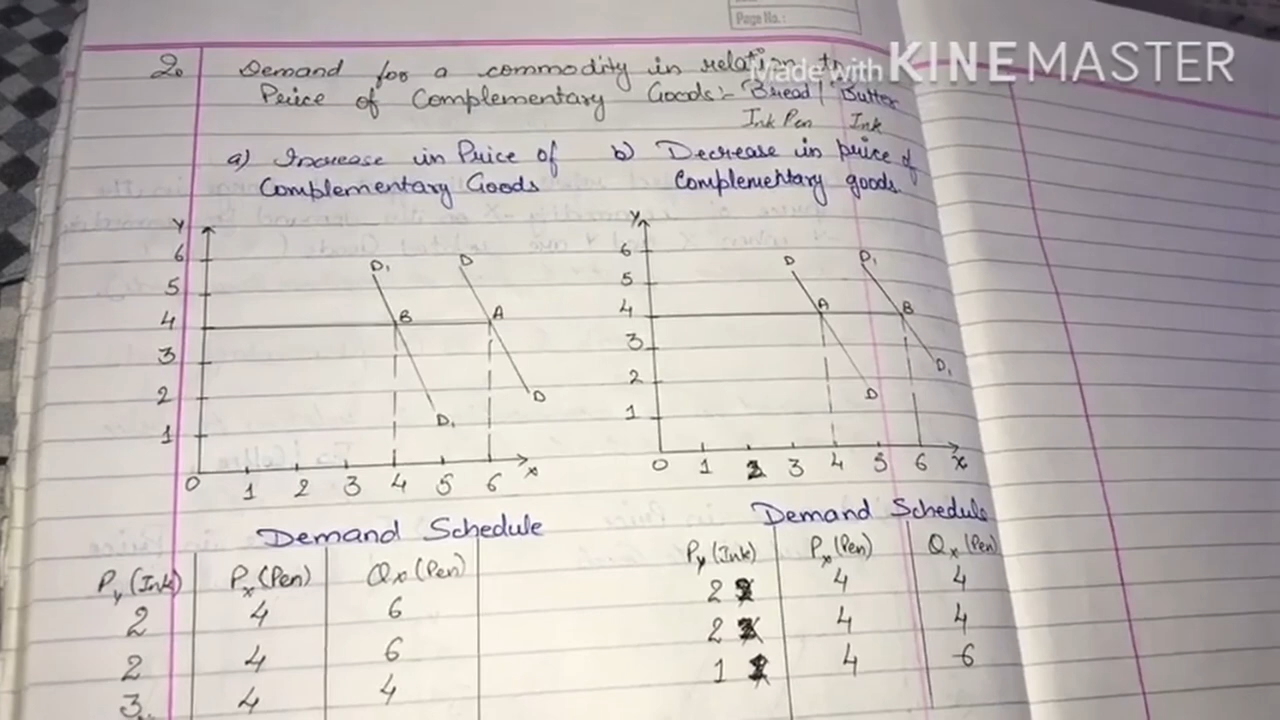 Page No.:
Made with KINEMASTER
2. Demand for a commodity in relation to
Price of Complementary Goods:- Bread / Butter
Ink Pen Ink
a) Increase in Price of
Complementary Goods
b) Decrease in price of
Complementary goods.
Y
6
5
4
3
2
1
0 1 2 3 4 5 6 x
D1 D
B A
D1 D
Y
6
5
4
3
2
1
0 1 2 3 4 5 6 x
D D1
A B
D D1
Demand Schedule
Py (Ink) Px (Pen) Qx (Pen)
2 4 6
2 4 6
3 4 4
Demand Schedule
Py (Ink) Px (Pen) Qx (Pen)
2 4 4
2 4 4
1 4 6